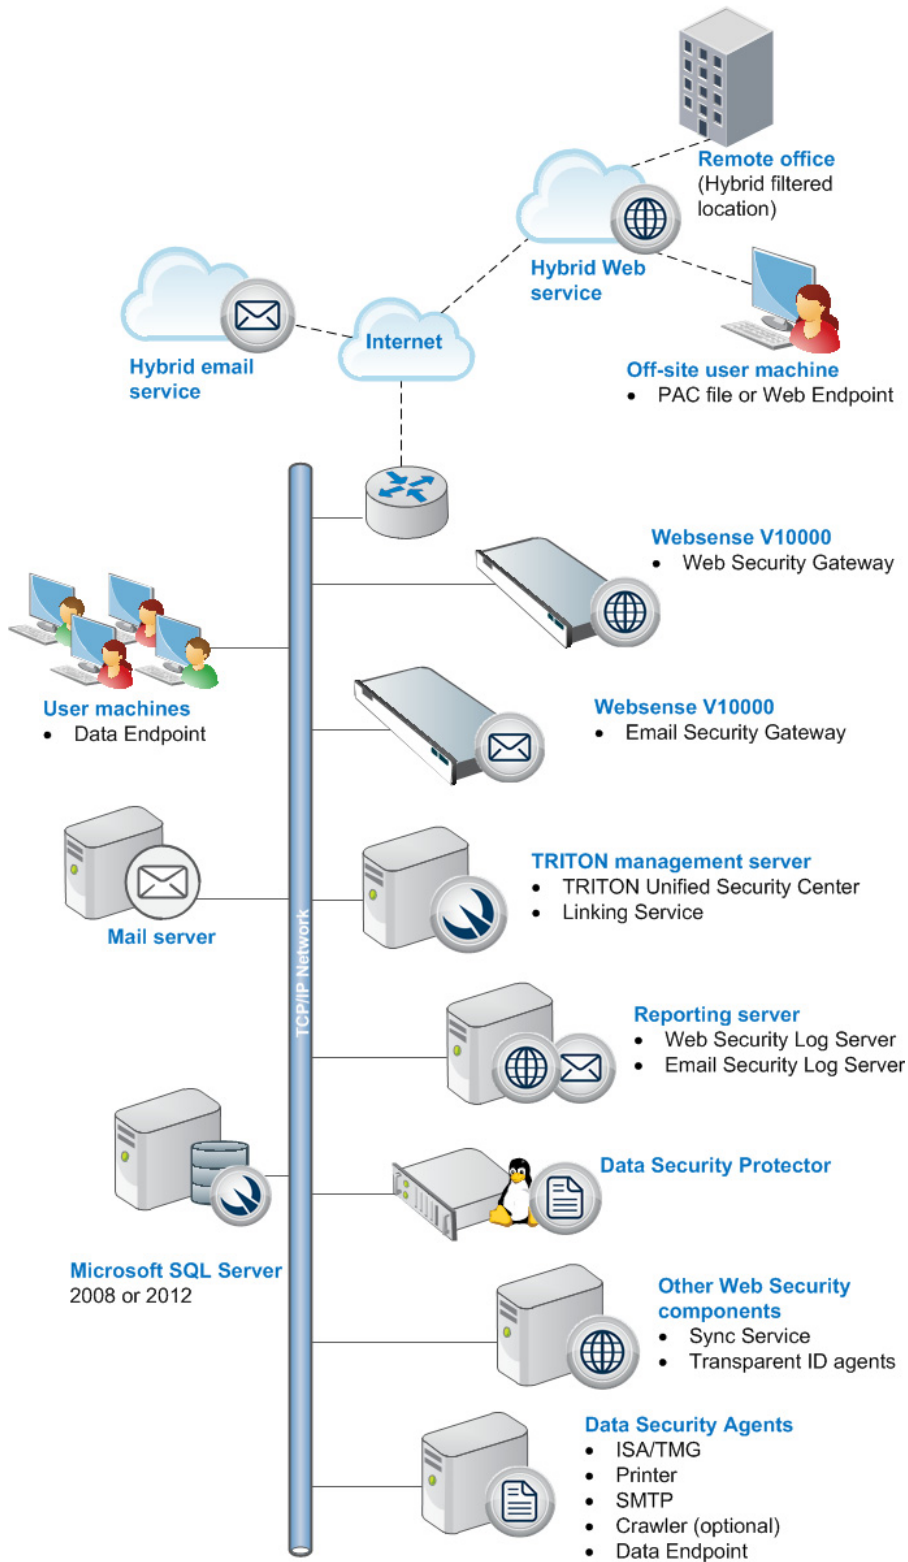 Remote office
(Hybrid filtered
location)
Hybrid Web
service
Internet
Hybrid email
service
Off-site user machine
• PAC file or Web Endpoint
Websense V10000
• Web Security Gateway
User machines
• Data Endpoint
Websense V10000
• Email Security Gateway
TRITON management server
• TRITON Unified Security Center
• Linking Service
Mail server
TCP/IP Network
Reporting server
• Web Security Log Server
• Email Security Log Server
Data Security Protector
Microsoft SQL Server
2008 or 2012
Other Web Security
components
• Sync Service
• Transparent ID agents
Data Security Agents
• ISA/TMG
• Printer
• SMTP
• Crawler (optional)
• Data Endpoint